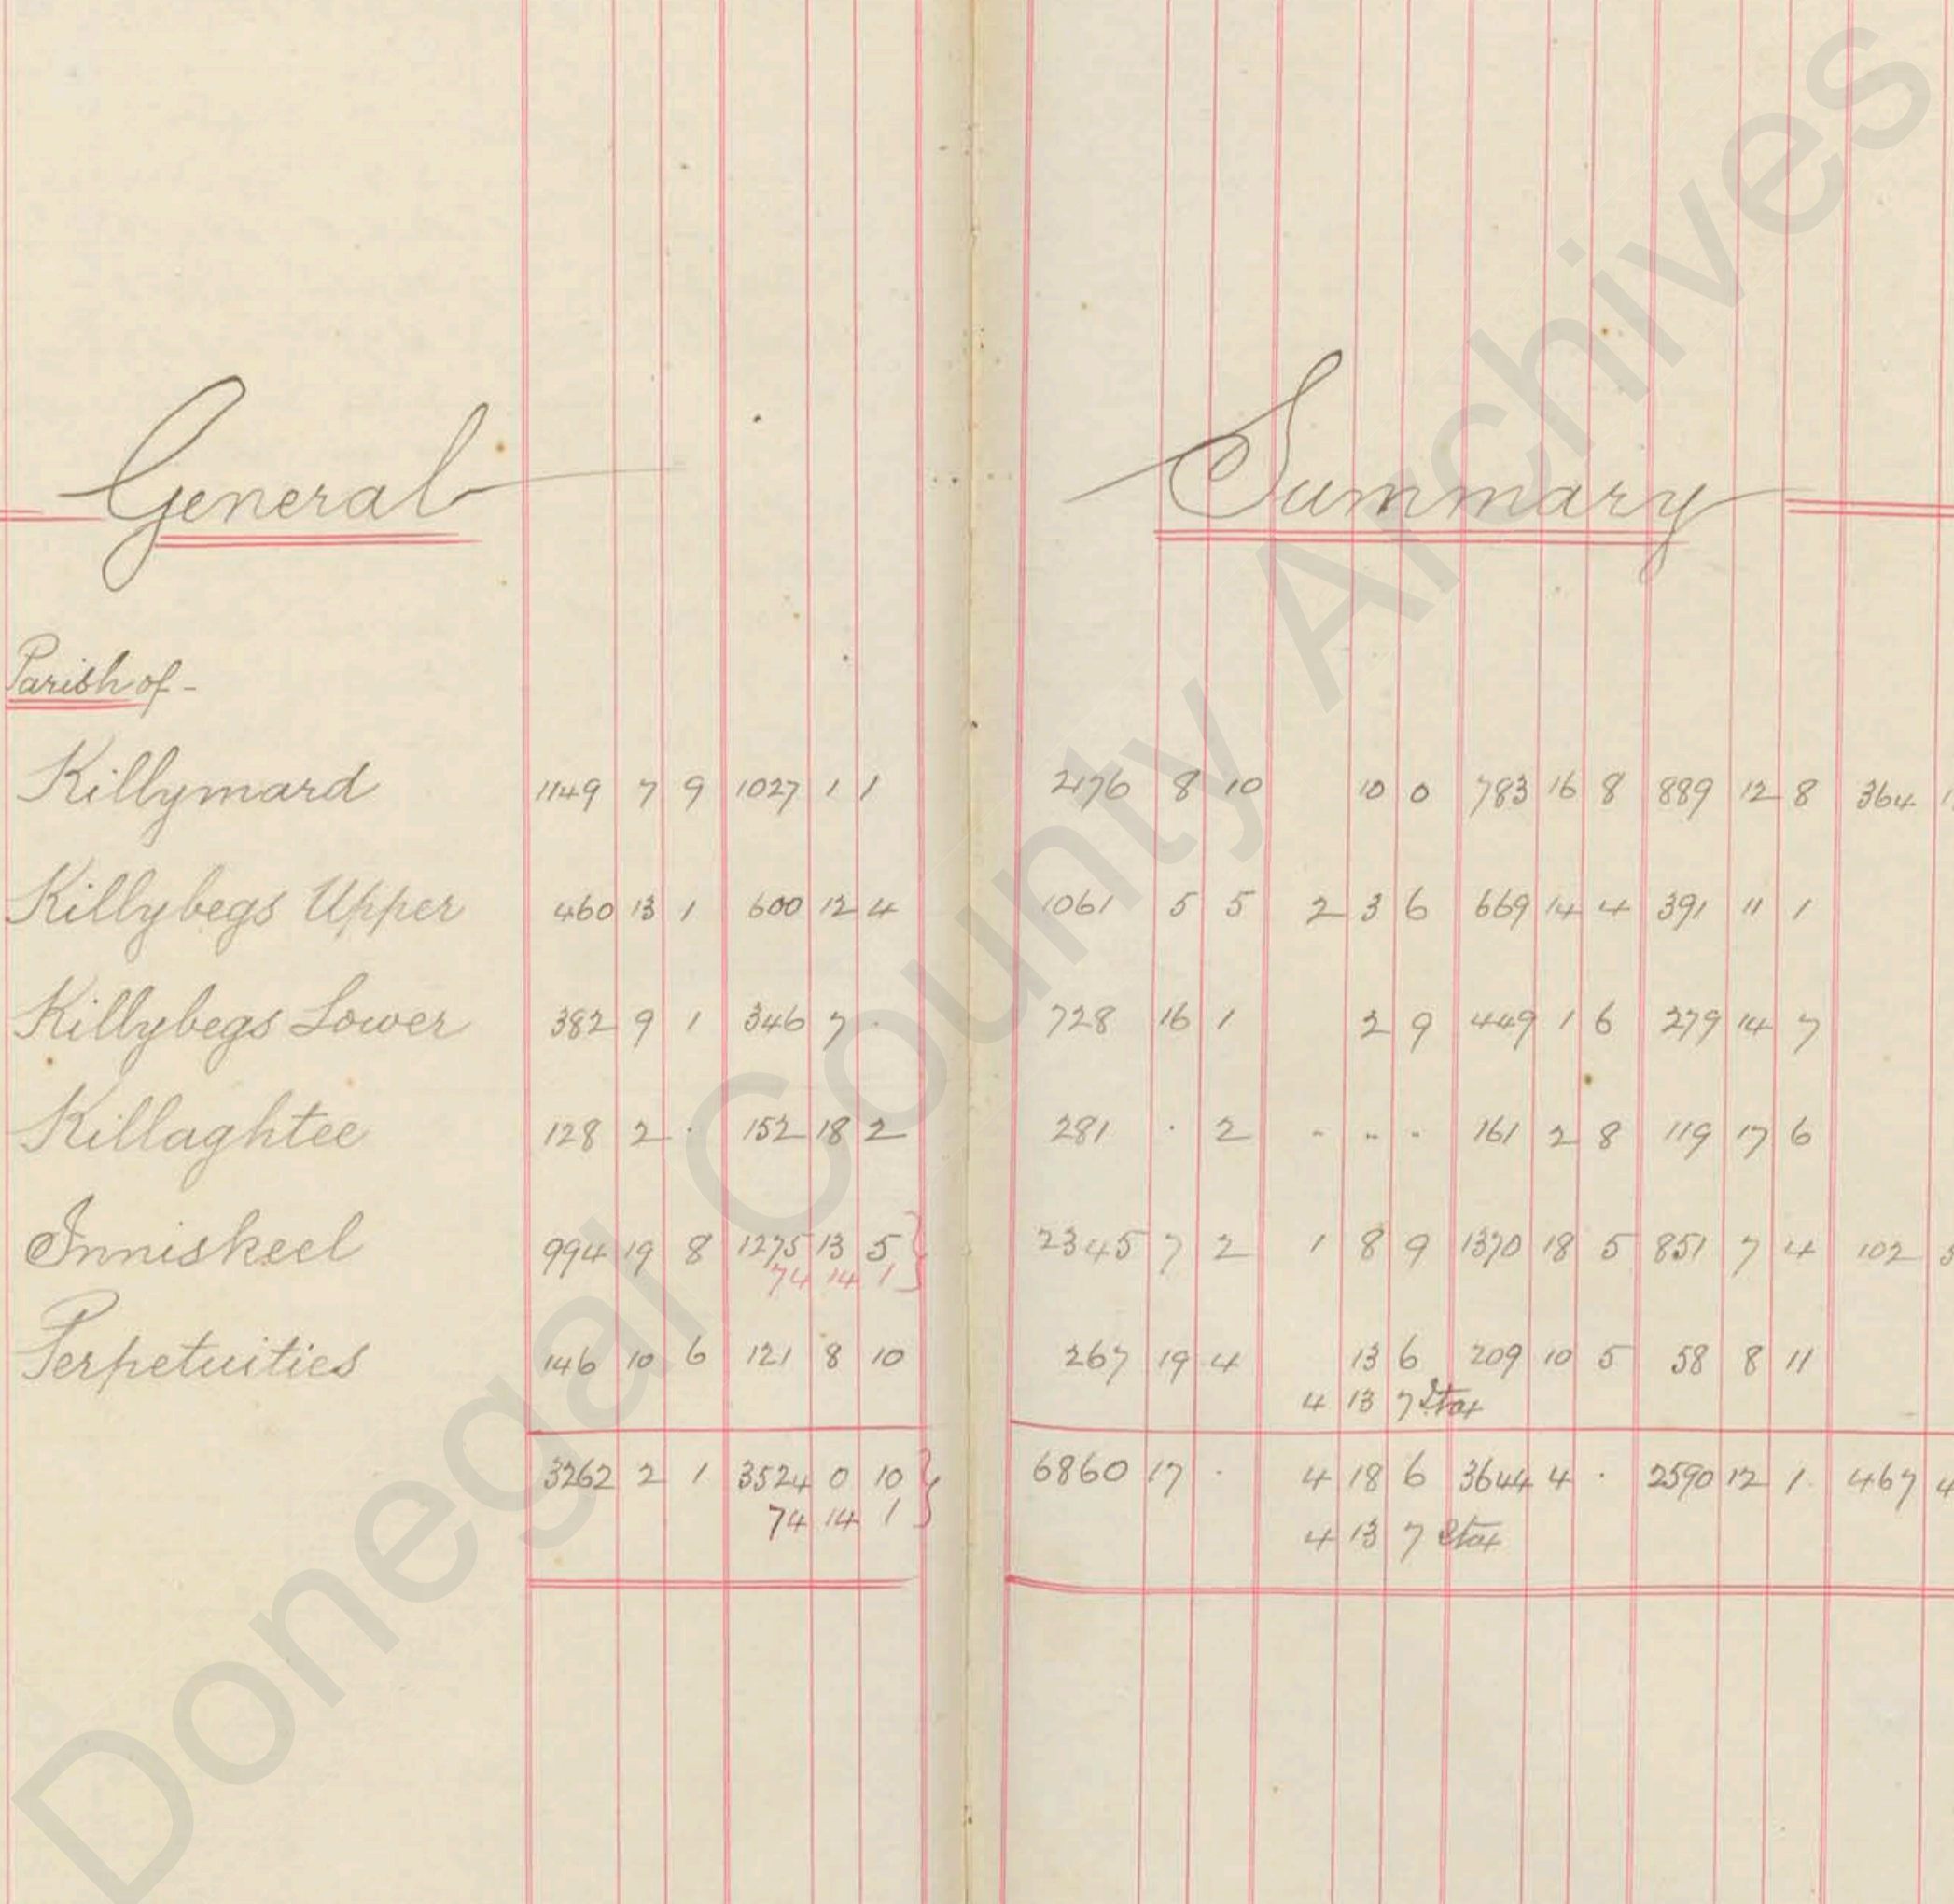 General Summary
Parish of -
Killymard 1149 7 9 1027 1 1 2176 8 10 10 0 783 16 8 889 12 8 364
Killybegs Upper 460 13 1 600 12 4 1061 5 5 2 3 6 669 14 4 391 11 1
Killybegs Lower 382 9 1 346 7 . 728 16 1 2 9 449 1 6 279 14 7
Killaghtee 128 2 . 152 18 2 281 . 2 - - - 161 2 8 119 17 6
Inniskeel 994 19 8 1275 13 5 } 2345 7 2 1 8 9 1370 18 5 851 7 4 102
74 14 1
Perpetuities 146 10 6 121 8 10 267 19 4 13 6 209 10 5 58 8 11
4 13 7 Itax
3262 2 1 3524 0 10 } 6860 17 . 4 18 6 3644 4 . 2590 12 1 467 4
74 14 1 4 13 7 Itax
Donegal County Archives